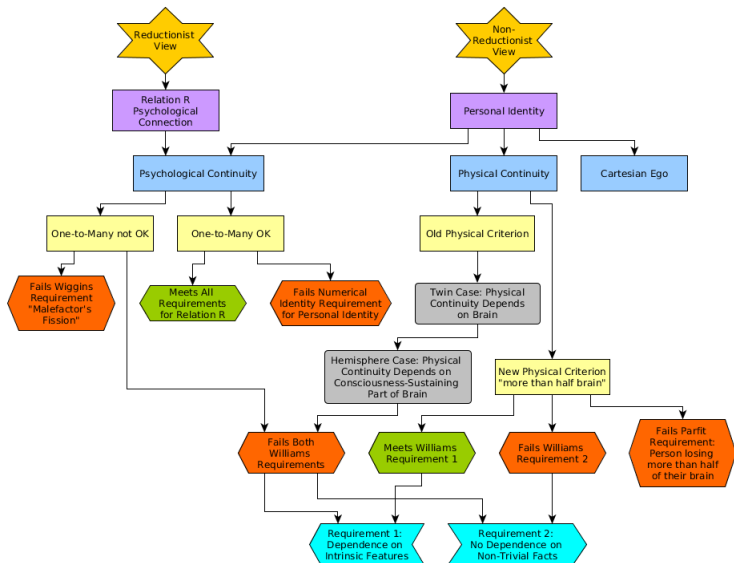 Reductionist
View
Non-
Reductionist
View
Relation R
Psychological
Connection
Personal Identity
Psychological Continuity
Physical Continuity
Cartesian Ego
One-to-Many not OK
One-to-Many OK
Old Physical Criterion
Fails Wiggins
Requirement
"Malefactor's
Fission"
Meets All
Requirements
for Relation R
Fails Numerical
Identity Requirement
for Personal Identity
Twin Case: Physical
Continuity Depends
on Brain
Hemisphere Case: Physical
Continuity Depends on
Consciousness-Sustaining
Part of Brain
New Physical Criterion
"more than half brain"
Fails Both
Williams
Requirements
Meets Williams
Requirement 1
Fails Williams
Requirement 2
Fails Parfit
Requirement:
Person losing
more than half
of their brain
Requirement 1:
Dependence on
Intrinsic Features
Requirement 2:
No Dependence on
Non-Trivial Facts